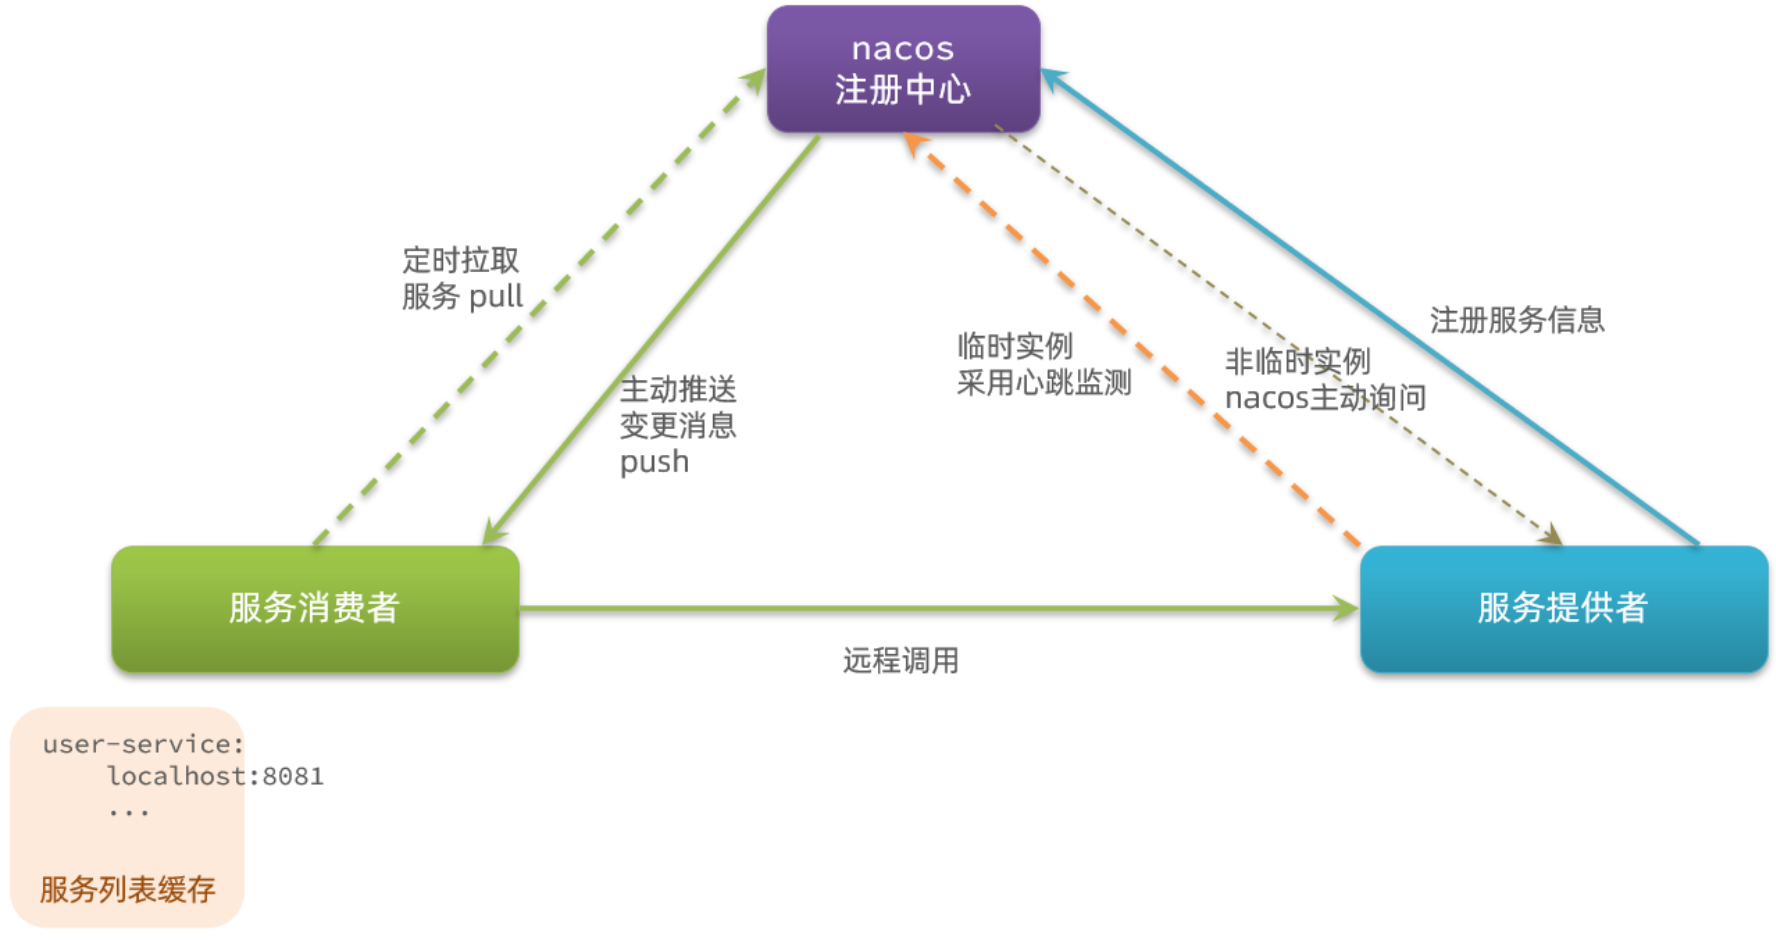 nacos
注册中心
定时拉取
服务 pull
主动推送
变更消息
push
临时实例
采用心跳监测
非临时实例
nacos主动询问
注册服务信息
服务消费者
远程调用
服务提供者
user-service:
localhost:8081
...
服务列表缓存